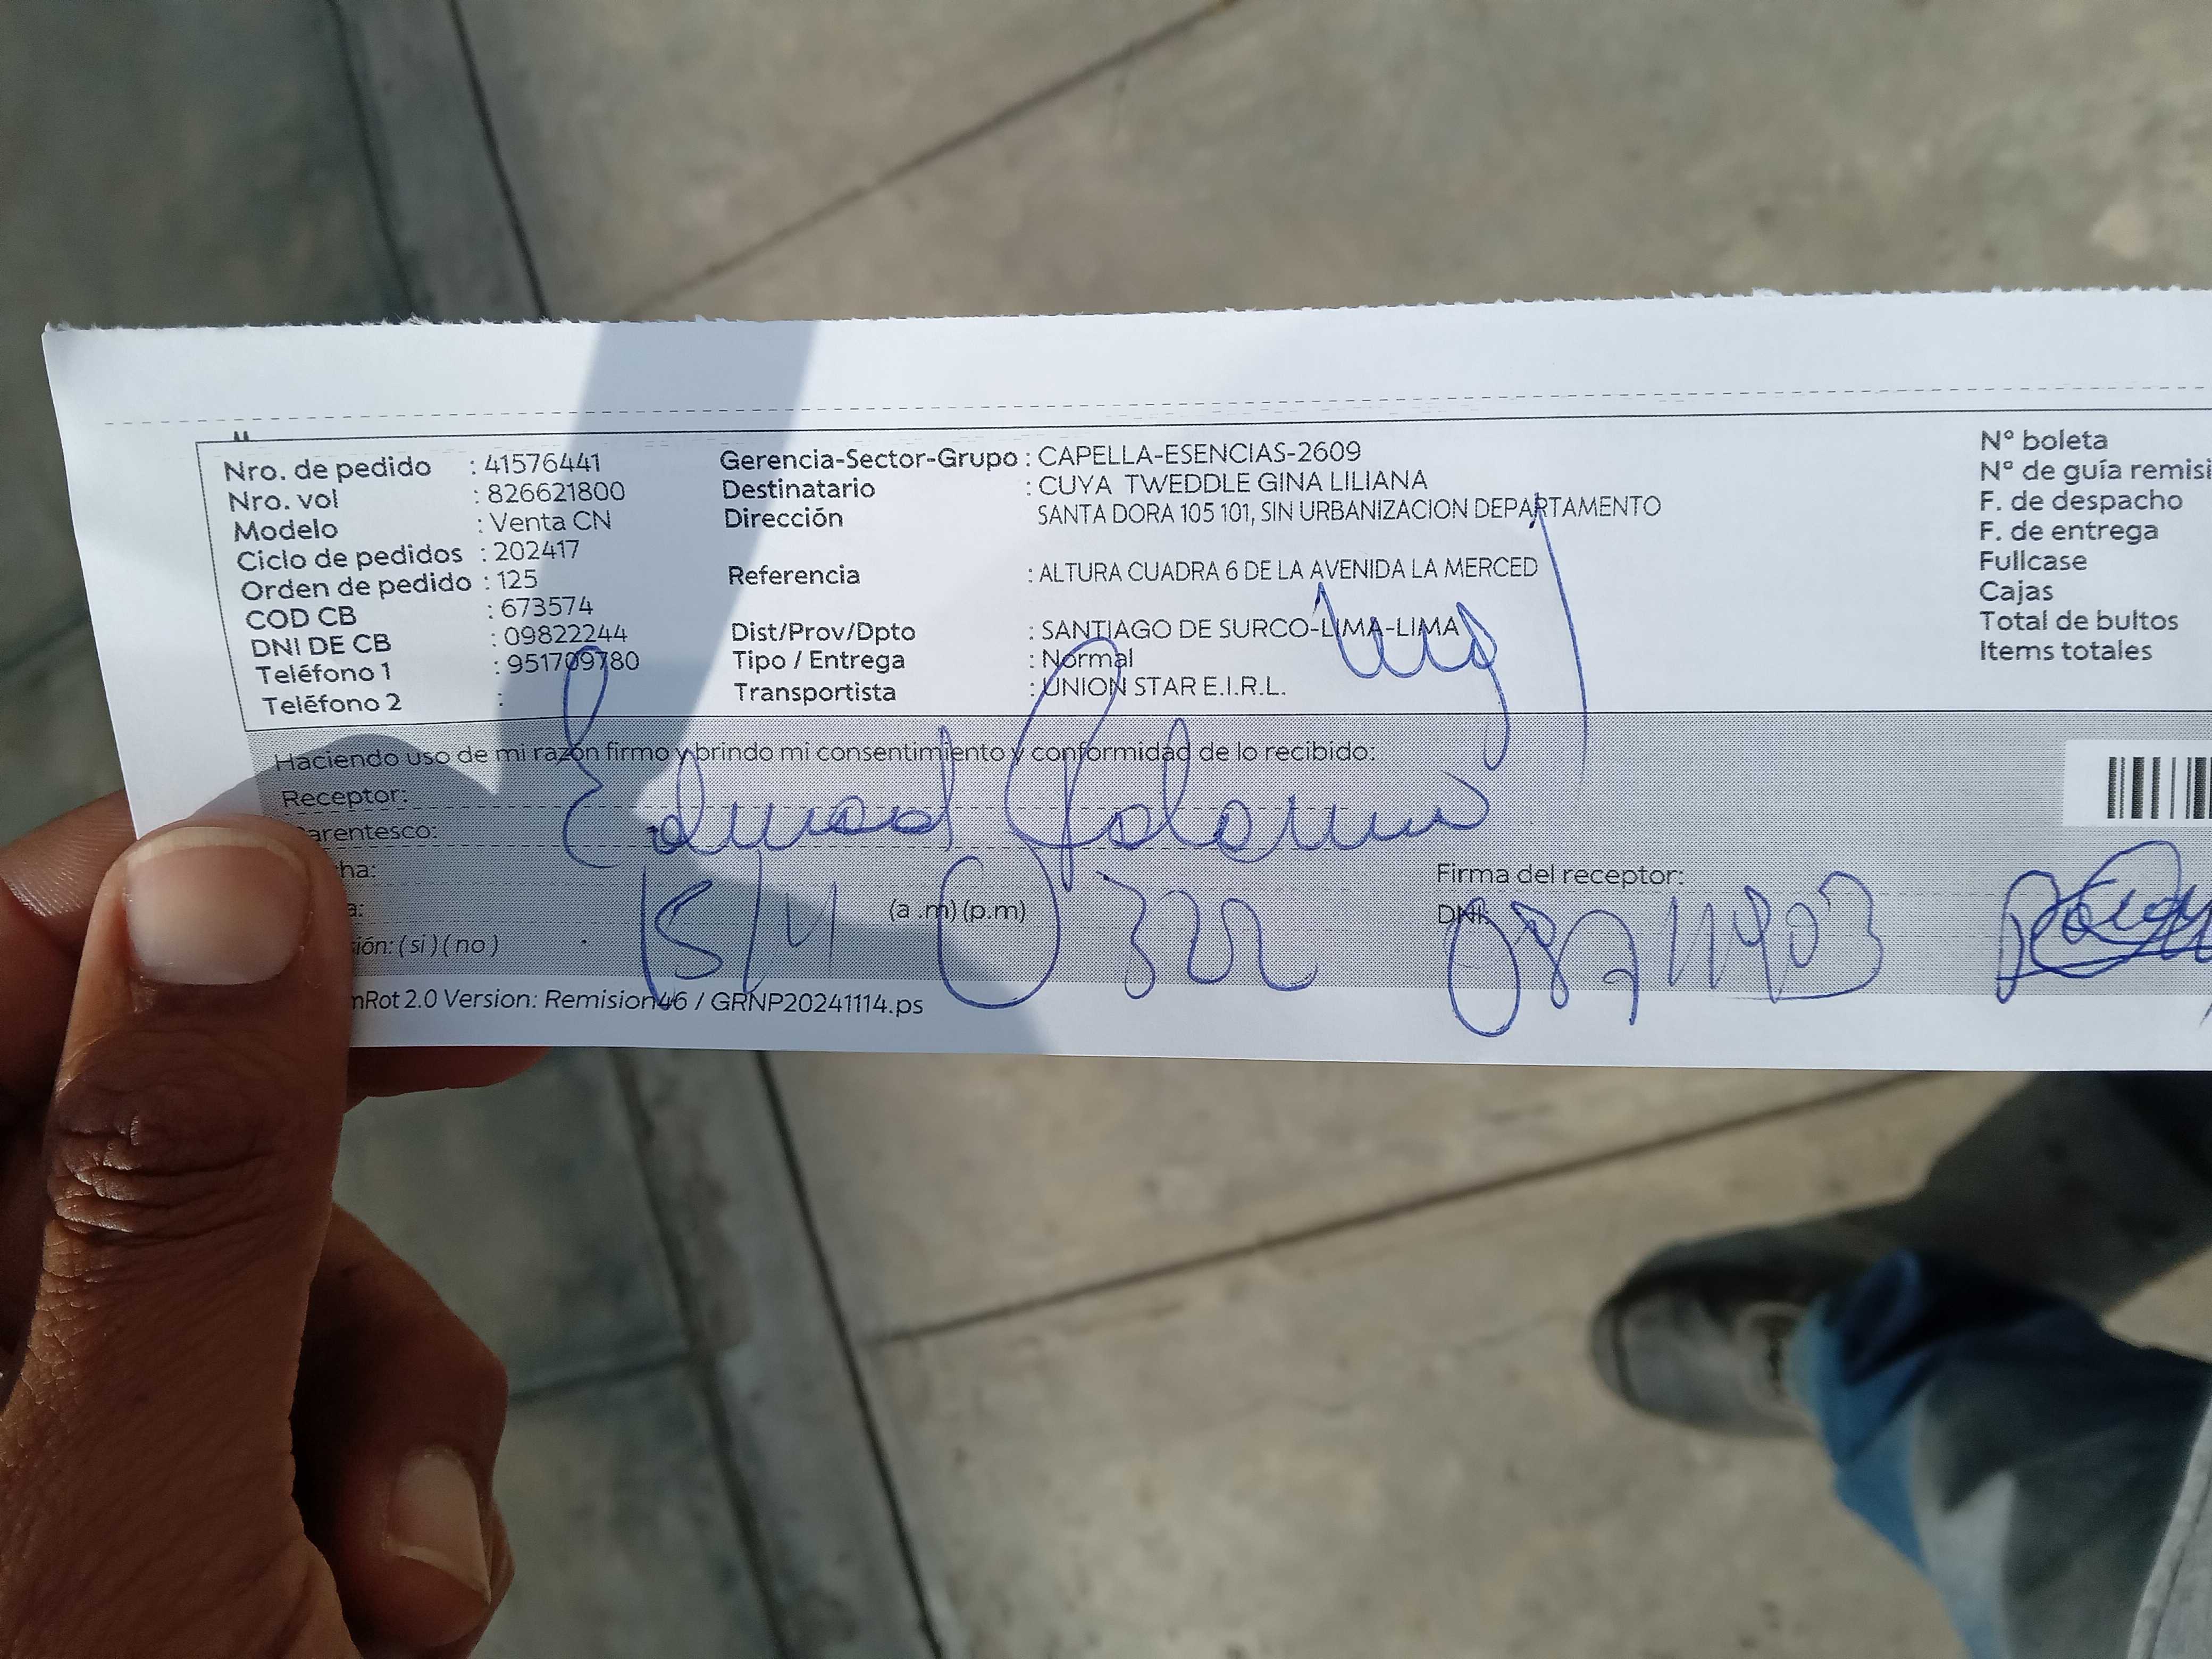 Nro. de pedido : 41576441
Nro. vol : 826621800
Modelo : Venta CN
Ciclo de pedidos : 202417
Orden de pedido : 125
COD CB : 673574
DNI DE CB : 09822244
Teléfono 1 : 951709780
Teléfono 2 :
Gerencia-Sector-Grupo : CAPELLA-ESENCIAS-2609
Destinatario : CUYA TWEDDLE GINA LILIANA
Dirección SANTA DORA 105 101, SIN URBANIZACION DEPARTAMENTO
Referencia : ALTURA CUADRA 6 DE LA AVENIDA LA MERCED
Dist/Prov/Dpto : SANTIAGO DE SURCO-LIMA-LIMA
Tipo / Entrega : Normal
Transportista : UNION STAR E.I.R.L.
N° boleta
N° de guía remisi
F. de despacho
F. de entrega
Fullcase
Cajas
Total de bultos
Items totales
Haciendo uso de mi razón firmo y brindo mi consentimiento y conformidad de lo recibido:
Receptor:
arentesco:
ha:
a: 15/11 (a .m) (p.m) 322
ión: ( si ) ( no )
Firma del receptor:
DNI
mRot 2.0 Version: Remision46 / GRNP20241114.ps